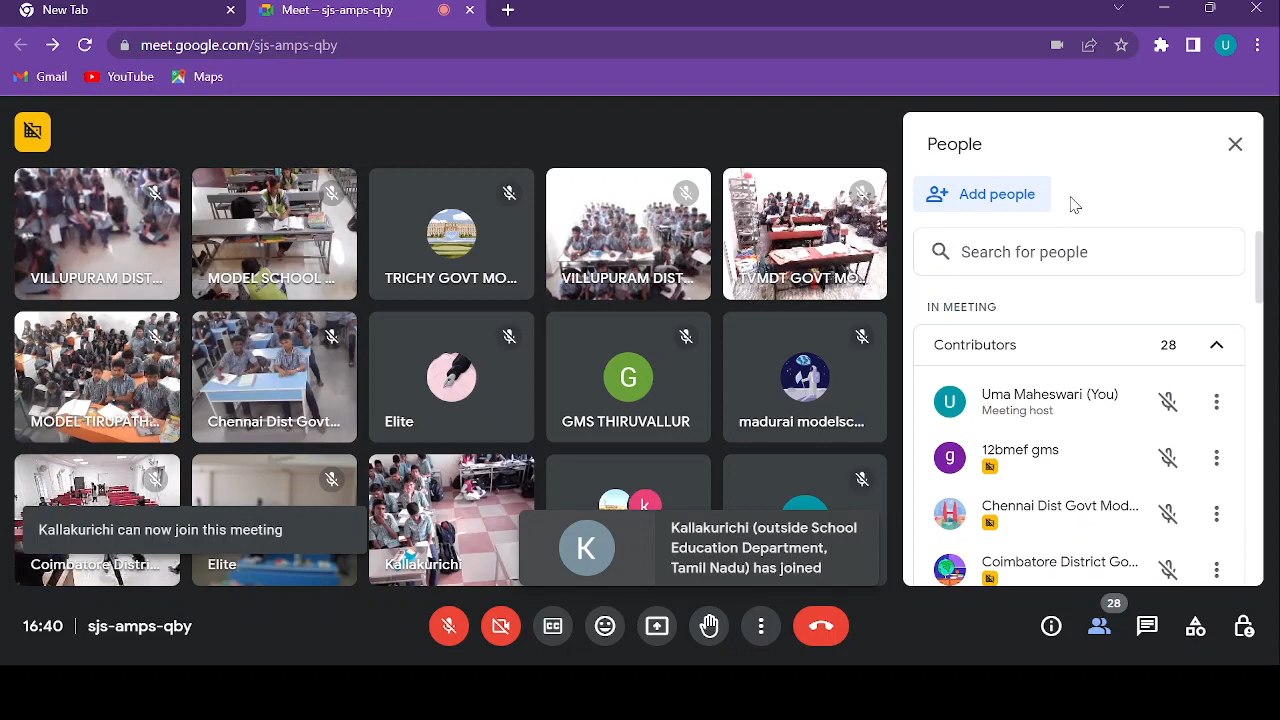 New Tab
Meet – sjs-amps-qby
meet.google.com/sjs-amps-qby
U
Gmail
YouTube
Maps
VILLUPURAM DIST...
MODEL SCHOOL ...
TRICHY GOVT MO...
VILLUPURAM DIST...
TVMDT GOVT MO...
MODEL TIRUPATH...
Chennai Dist Govt...
Elite
G
GMS THIRUVALLUR
madurai modelsc...
Coimbatore Distri...
Elite
Kallakurichi
k
Kallakurichi can now join this meeting
K
Kallakurichi (outside School
Education Department,
Tamil Nadu) has joined
People
Add people
Search for people
IN MEETING
Contributors 28
U
Uma Maheswari (You)
Meeting host
g
12bmef gms
Chennai Dist Govt Mod...
Coimbatore District Go...
16:40
sjs-amps-qby
28